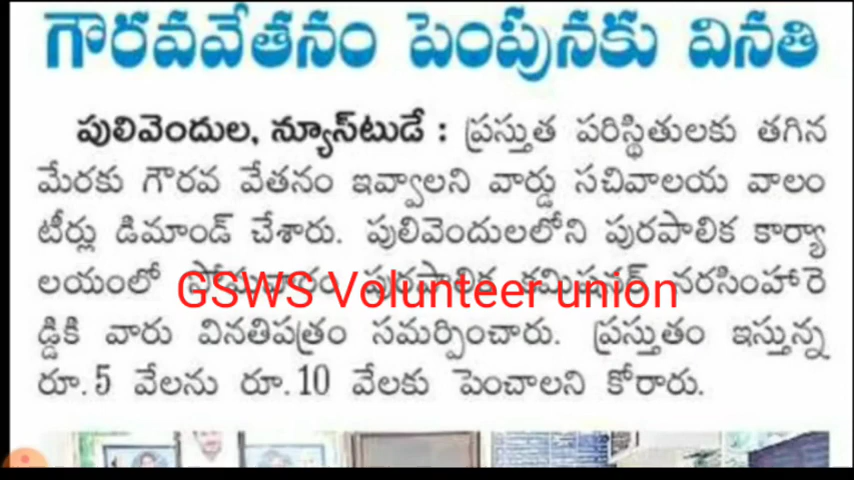 గౌరవవేతనం పెంపునకు వినతి
పులివెందుల, న్యూస్‌టుడే : ప్రస్తుత పరిస్థితులకు తగిన
మేరకు గౌరవ వేతనం ఇవ్వాలని వార్డు సచివాలయ వాలం
టీర్లు డిమాండ్ చేశారు. పులివెందులలోని పురపాలిక కార్యా
లయంలో నరసింహారె
GSWS Volunteer union
డ్డికి వారు వినతిపత్రం సమర్పించారు. ప్రస్తుతం ఇస్తున్న
రూ.5 వేలను రూ.10 వేలకు పెంచాలని కోరారు.